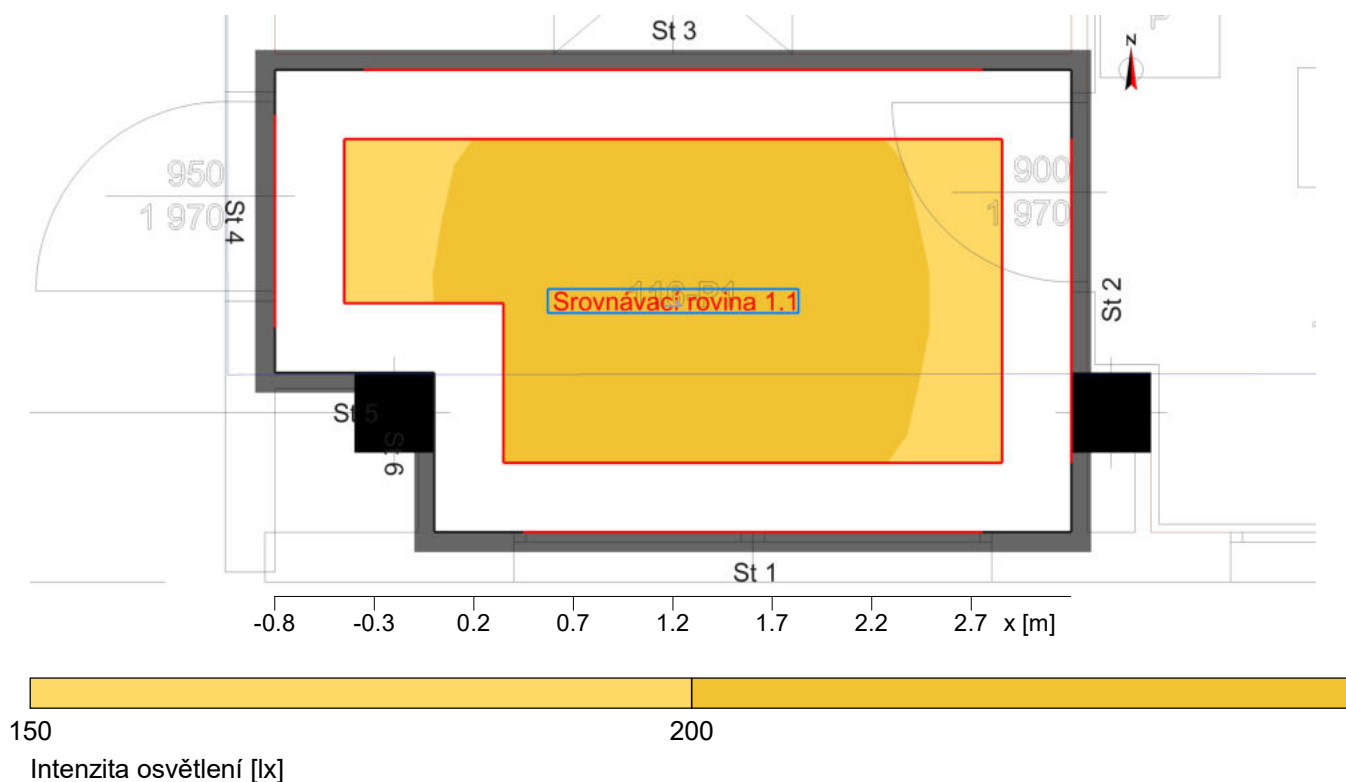 St 3
P
z
950
1 970
St 4
900
1 970
St 2
Srovnávací rovina 1.1
St 5
St 6
St 1
-0.8 -0.3 0.2 0.7 1.2 1.7 2.2 2.7 x [m]
150 200
Intenzita osvětlení [lx]